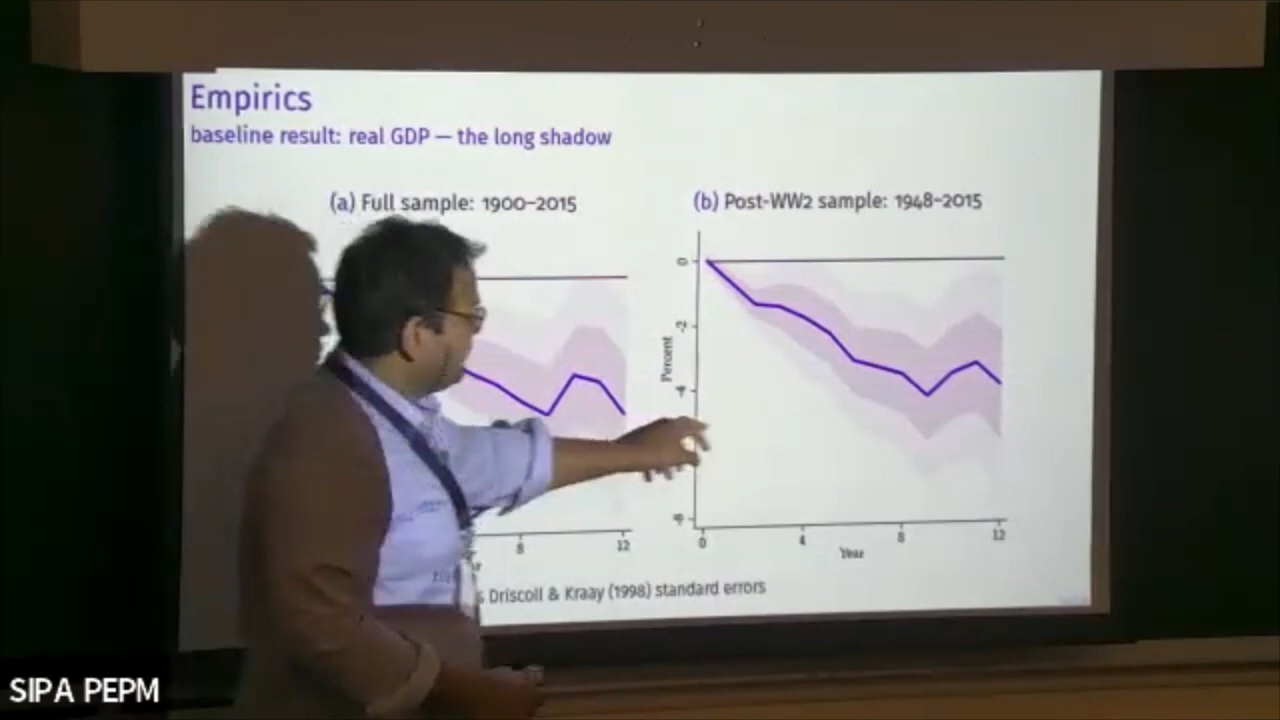 Empirics
baseline result: real GDP — the long shadow
(a) Full sample: 1900–2015
(b) Post-WW2 sample: 1948–2015
0
-2
Percent
-4
-8
0
4
8
12
Year
8
12
Driscoll & Kraay (1998) standard errors
SIPA PEPM